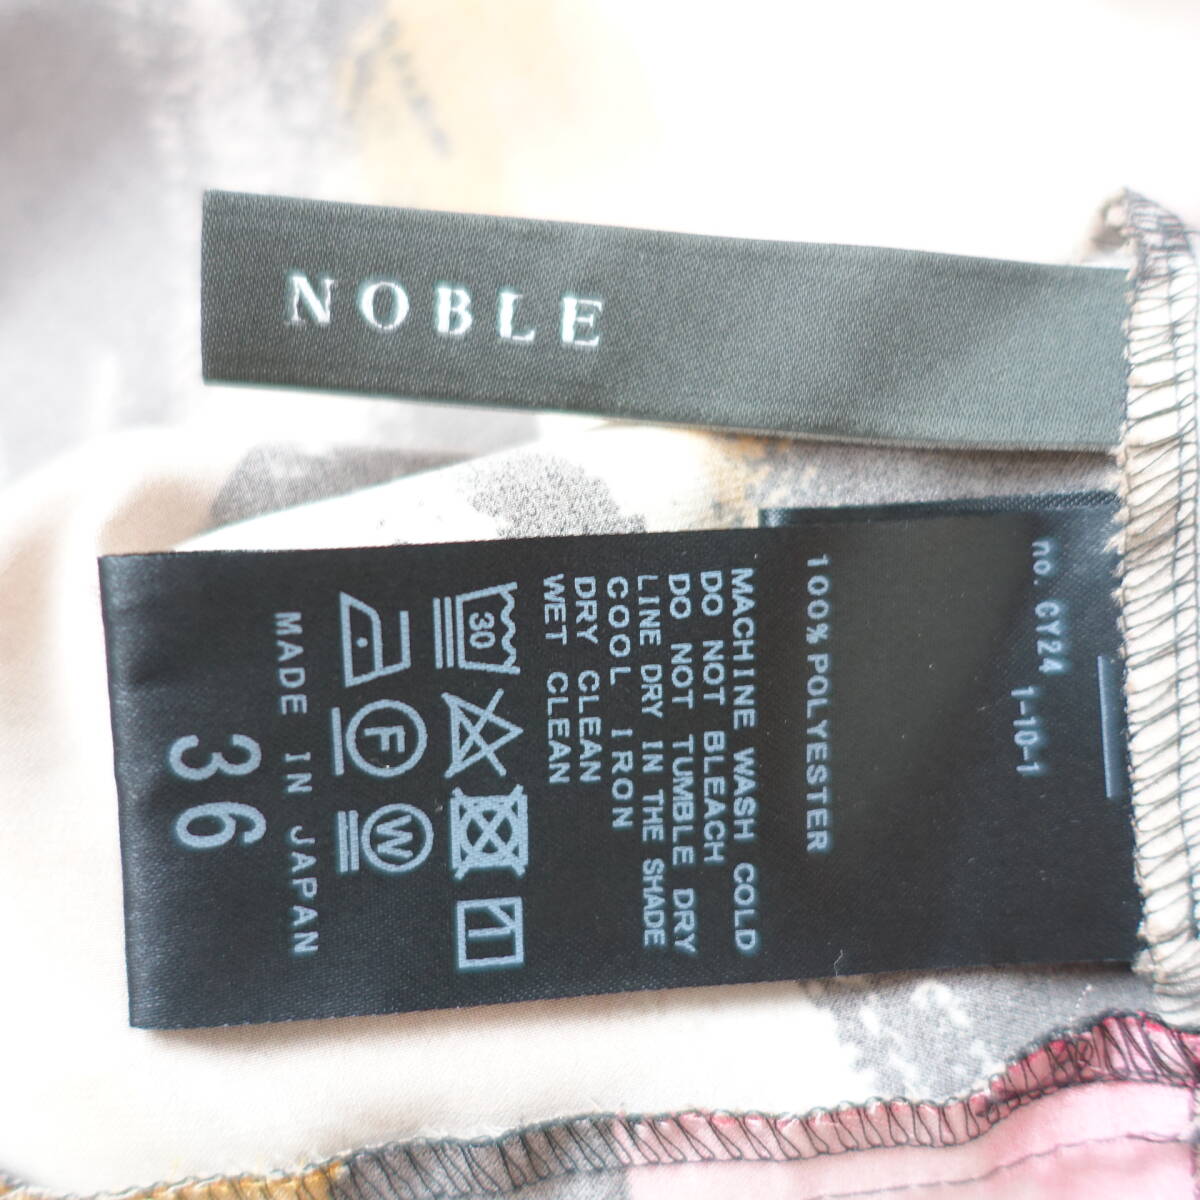 NOBLE
no. CY24
1-10-1
100% POLYESTER
MACHINE WASH COLD
DO NOT BLEACH
DO NOT TUMBLE DRY
LINE DRY IN THE SHADE
COOL IRON
DRY CLEAN
WET CLEAN
30
F W
MADE IN JAPAN
36